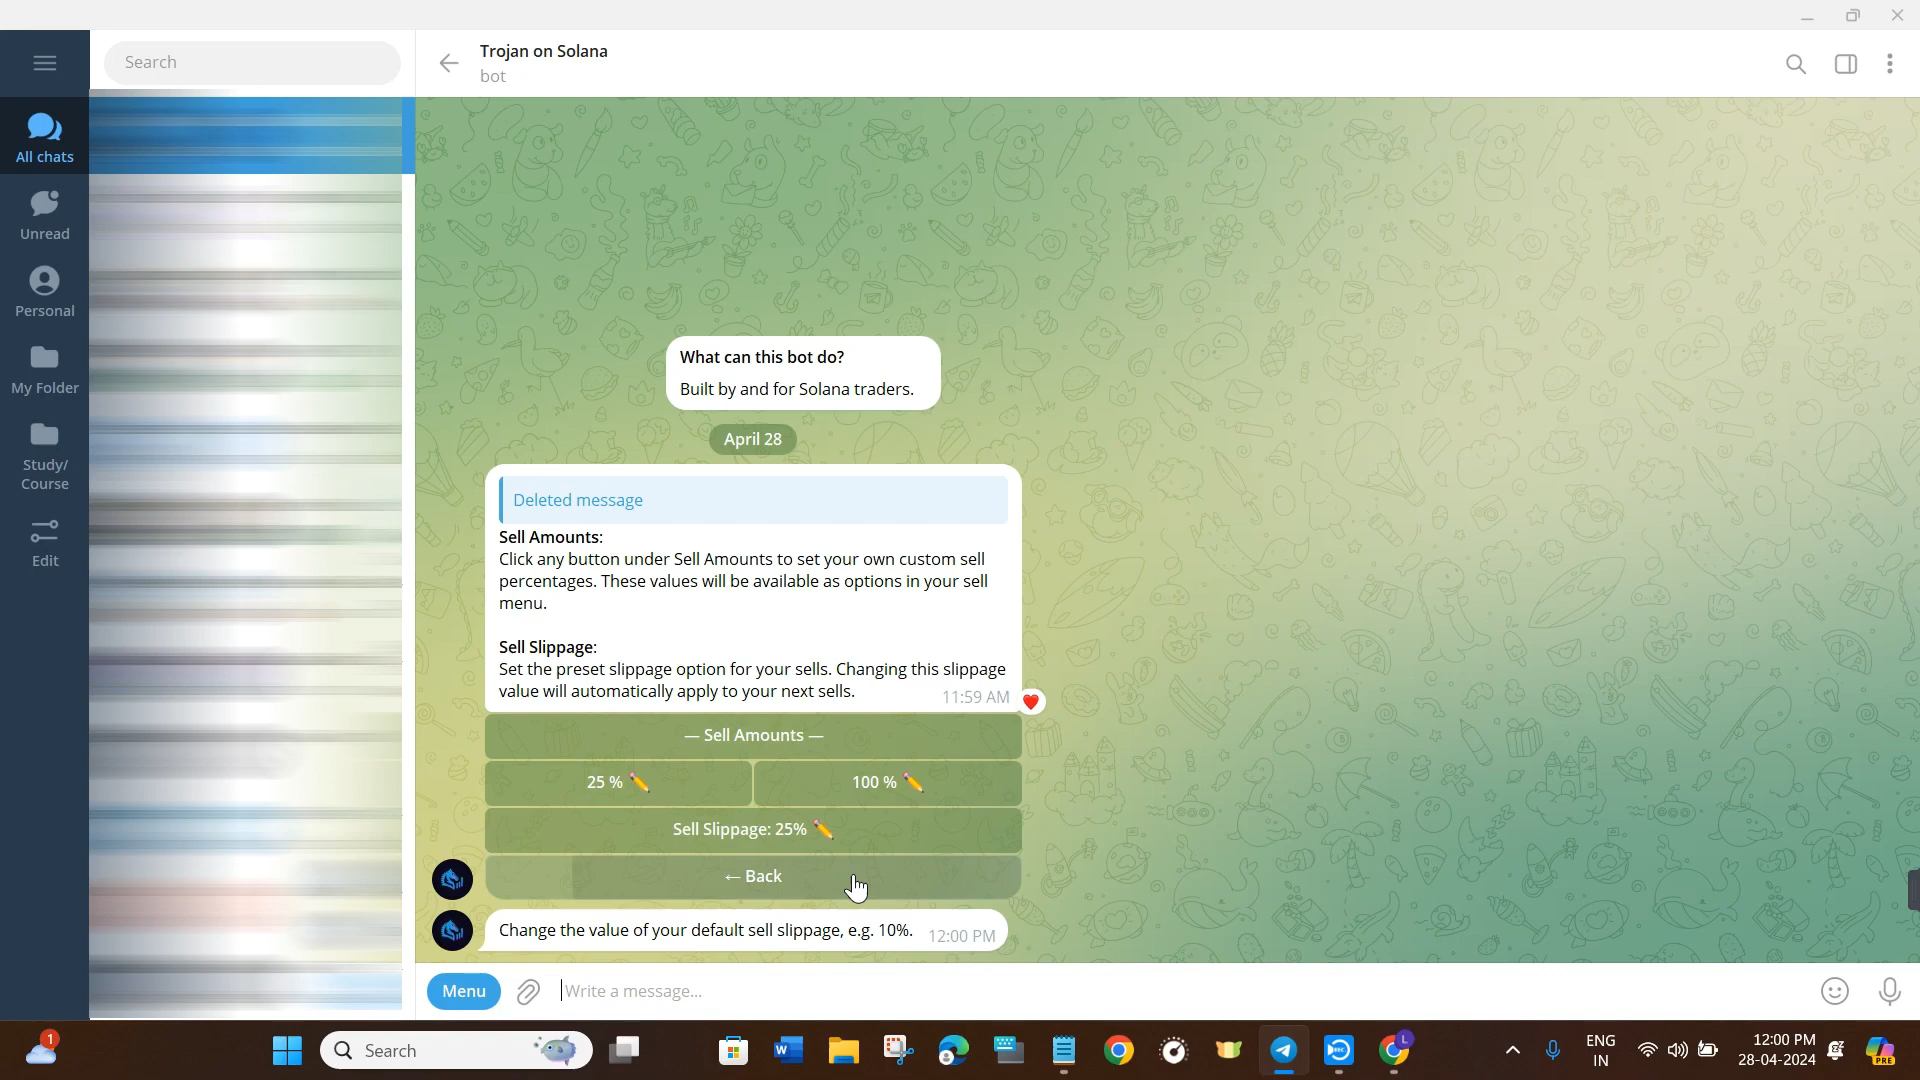 Search
Trojan on Solana
bot
All chats
Unread
Personal
My Folder
Study/
Course
Edit
What can this bot do?
Built by and for Solana traders.
April 28
Deleted message
Sell Amounts:
Click any button under Sell Amounts to set your own custom sell
percentages. These values will be available as options in your sell
menu.
Sell Slippage:
Set the preset slippage option for your sells. Changing this slippage
value will automatically apply to your next sells.
11:59 AM
— Sell Amounts —
25 % ✏️
100 % ✏️
Sell Slippage: 25% ✏️
← Back
Change the value of your default sell slippage, e.g. 10%.
12:00 PM
Menu
Write a message...
1
Search
W
REC
L
ENG
IN
12:00 PM
28-04-2024
PRE